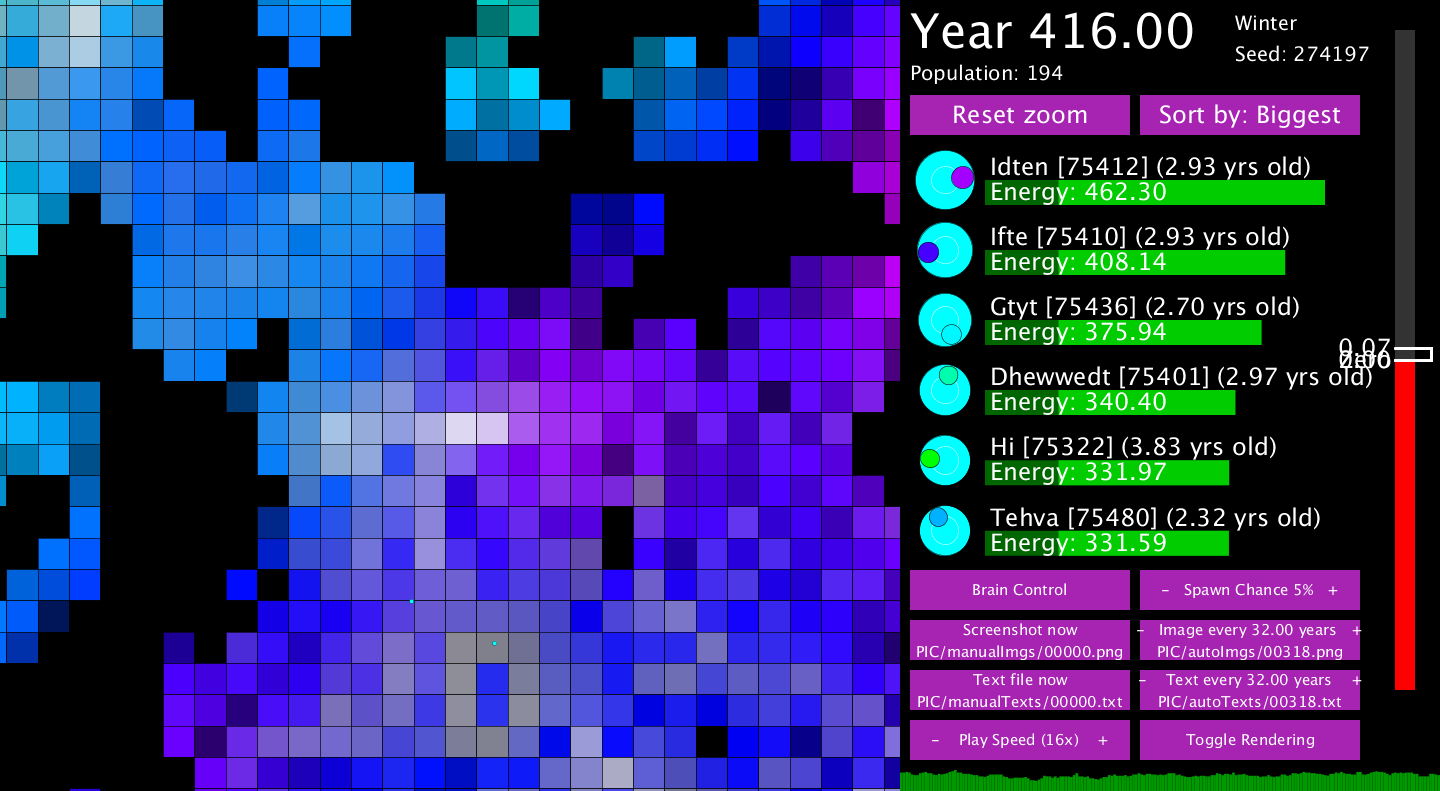 Year 416.00
Winter
Seed: 274197
Population: 194
Reset zoom
Sort by: Biggest
Idten [75412] (2.93 yrs old)
Energy: 462.30
Ifte [75410] (2.93 yrs old)
Energy: 408.14
Gtyt [75436] (2.70 yrs old)
Energy: 375.94
0.07
Dhewwedt [75401] (2.97 yrs old)
Energy: 340.40
Hi [75322] (3.83 yrs old)
Energy: 331.97
Tehva [75480] (2.32 yrs old)
Energy: 331.59
Brain Control
- Spawn Chance 5% +
Screenshot now
PIC/manualImgs/00000.png
- Image every 32.00 years +
PIC/autoImgs/00318.png
Text file now
PIC/manualTexts/00000.txt
- Text every 32.00 years +
PIC/autoTexts/00318.txt
- Play Speed (16x) +
Toggle Rendering